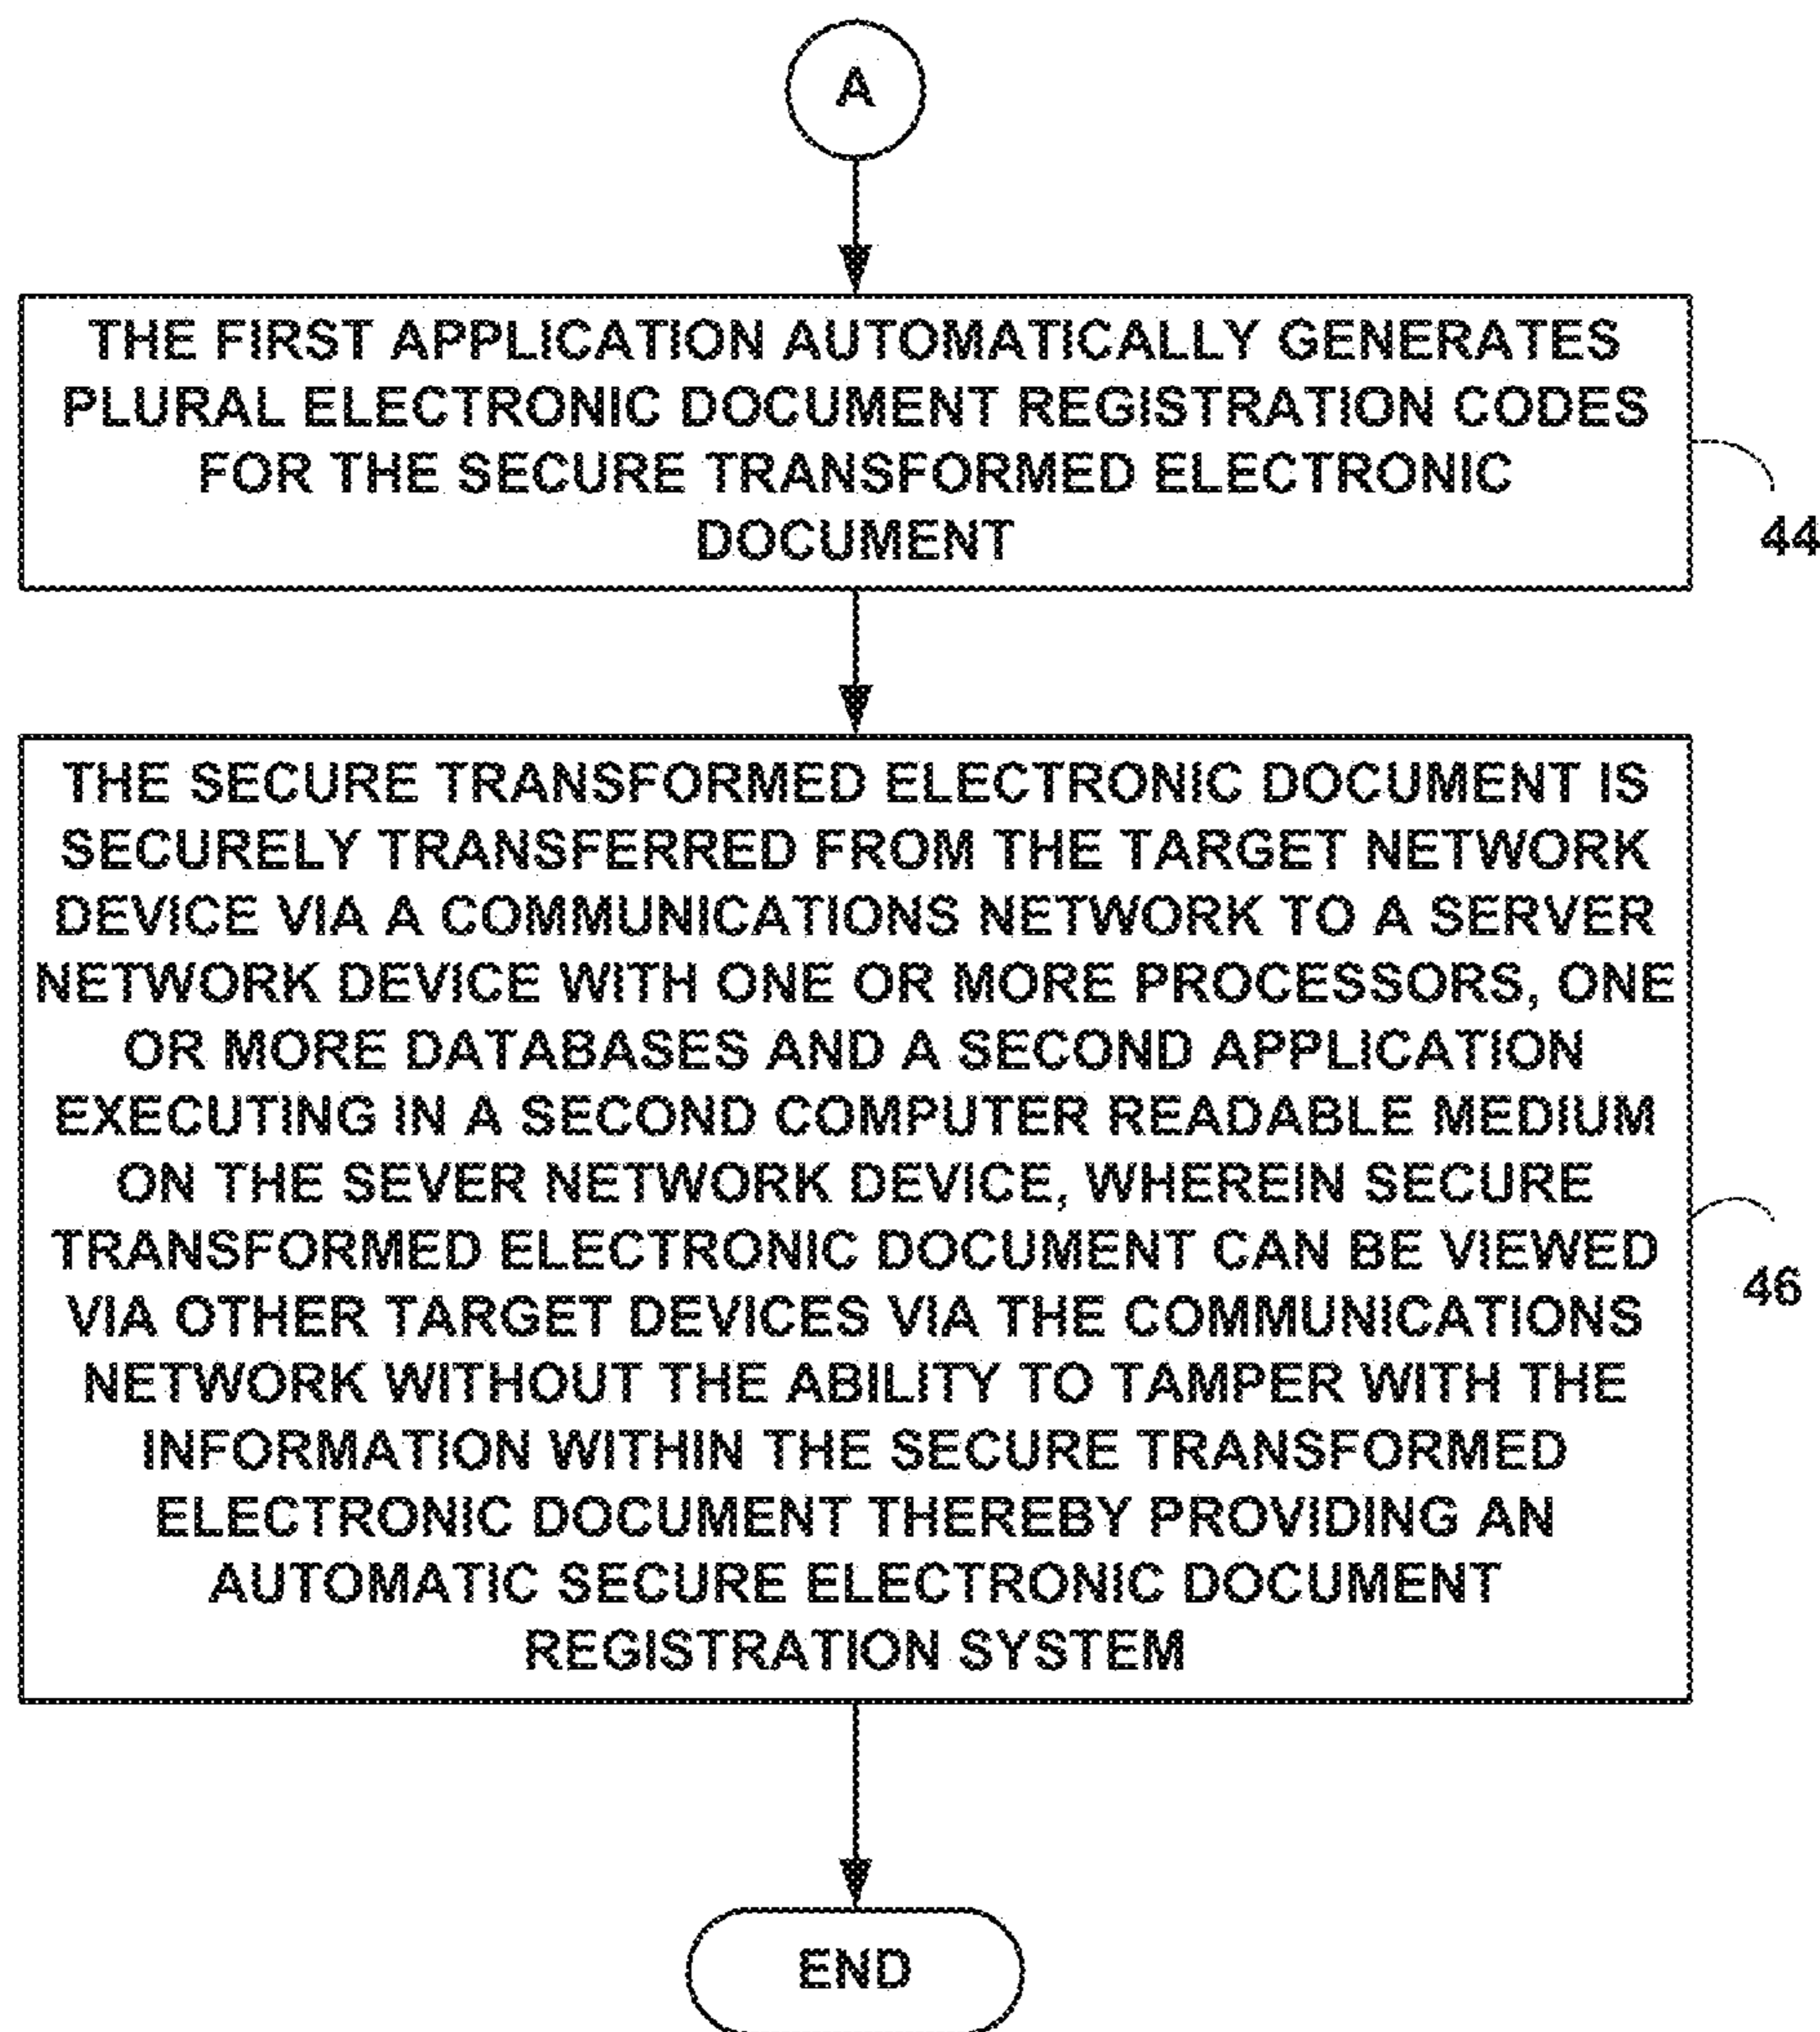 A
THE FIRST APPLICATION AUTOMATICALLY GENERATES
PLURAL ELECTRONIC DOCUMENT REGISTRATION CODES
FOR THE SECURE TRANSFORMED ELECTRONIC
DOCUMENT
44
THE SECURE TRANSFORMED ELECTRONIC DOCUMENT IS
SECURELY TRANSFERRED FROM THE TARGET NETWORK
DEVICE VIA A COMMUNICATIONS NETWORK TO A SERVER
NETWORK DEVICE WITH ONE OR MORE PROCESSORS, ONE
OR MORE DATABASES AND A SECOND APPLICATION
EXECUTING IN A SECOND COMPUTER READABLE MEDIUM
ON THE SEVER NETWORK DEVICE, WHEREIN SECURE
TRANSFORMED ELECTRONIC DOCUMENT CAN BE VIEWED
VIA OTHER TARGET DEVICES VIA THE COMMUNICATIONS
NETWORK WITHOUT THE ABILITY TO TAMPER WITH THE
INFORMATION WITHIN THE SECURE TRANSFORMED
ELECTRONIC DOCUMENT THEREBY PROVIDING AN
AUTOMATIC SECURE ELECTRONIC DOCUMENT
REGISTRATION SYSTEM
46
END